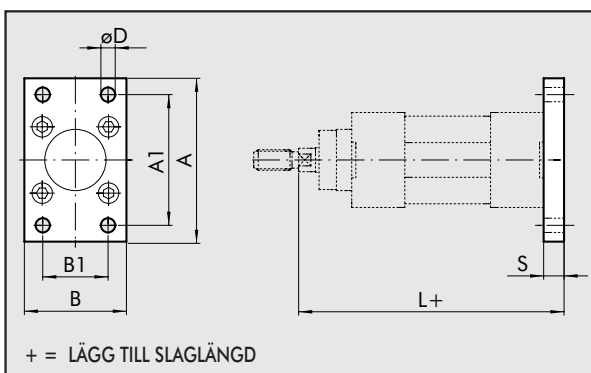 øD
A1
A
B1
B
S
L+
+ = LÄGG TILL SLAGLÄNGD